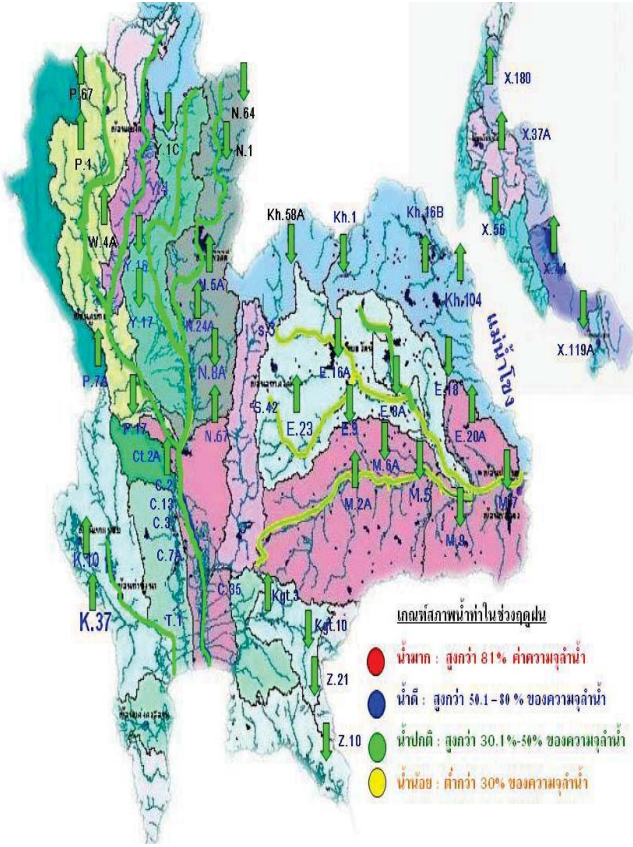 P.67
N.64
Y.1C
N.1
P.1
Y.4
W.4A
Y.16
N.5A
Y.17
N.24A
N.8A
P.7A
P.17
N.67
Ct.2A
C.2
C.13
C.3
C.7A
C.35
T.1
K.10
K.37
Kh.58A
Kh.1
Kh.16B
Kh.104
แม่น้ำโขง
S.3
S.42
E.16A
E.23
E.9
E.8A
E.18
E.20A
M.6A
M.2A
M.5
M.9
M.7
Kgt.3
Kgt.10
Z.21
Z.10
X.180
X.37A
X.56
X.44
X.119A
เกณฑ์สภาพน้ำท่าในช่วงฤดูฝน
น้ำมาก : สูงกว่า 81% ค่าความจุลำน้ำ
น้ำดี : สูงกว่า 50.1 - 80 % ของความจุลำน้ำ
น้ำปกติ : สูงกว่า 30.1%-50% ของความจุลำน้ำ
น้ำน้อย : ต่ำกว่า 30% ของความจุลำน้ำ